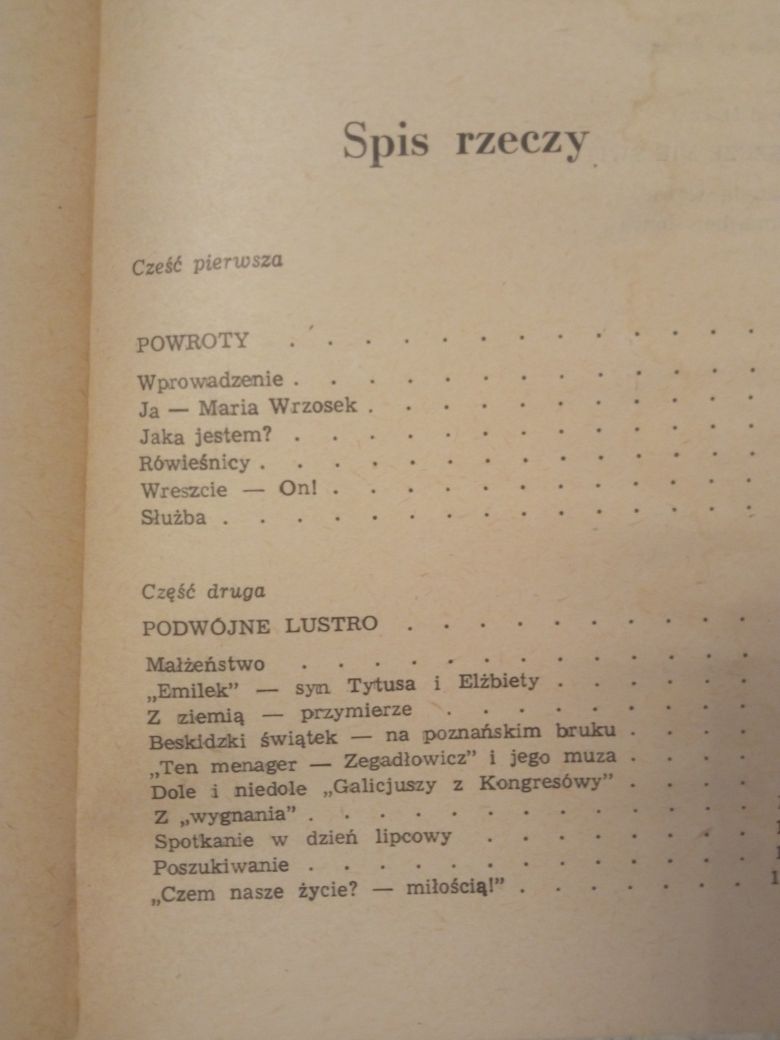 Spis rzeczy
Cześć pierwsza
POWROTY . . . . . . . . . . . . .
Wprowadzenie . . . . . . . . . . . . .
Ja — Maria Wrzosek . . . . . . . . . . .
Jaka jestem? . . . . . . . . . . . . .
Rówieśnicy . . . . . . . . . . . . . .
Wreszcie — On! . . . . . . . . . . . .
Służba . . . . . . . . . . . . . . .
Część druga
PODWÓJNE LUSTRO . . . . . . . . . .
Małżeństwo . . . . . . . . . . . . .
„Emilek” — syn Tytusa i Elżbiety . . . . . .
Z ziemią — przymierze . . . . . . . . .
Beskidzki świątek — na poznańskim bruku . . . .
„Ten menager — Zegadłowicz” i jego muza . . . .
Dole i niedole „Galicjuszy z Kongresówy” . . . .
Z „wygnania” . . . . . . . . . . . . .
Spotkanie w dzień lipcowy . . . . . . . .
Poszukiwanie . . . . . . . . . . . . .
„Czem nasze życie? — miłością!” . . . . . . .